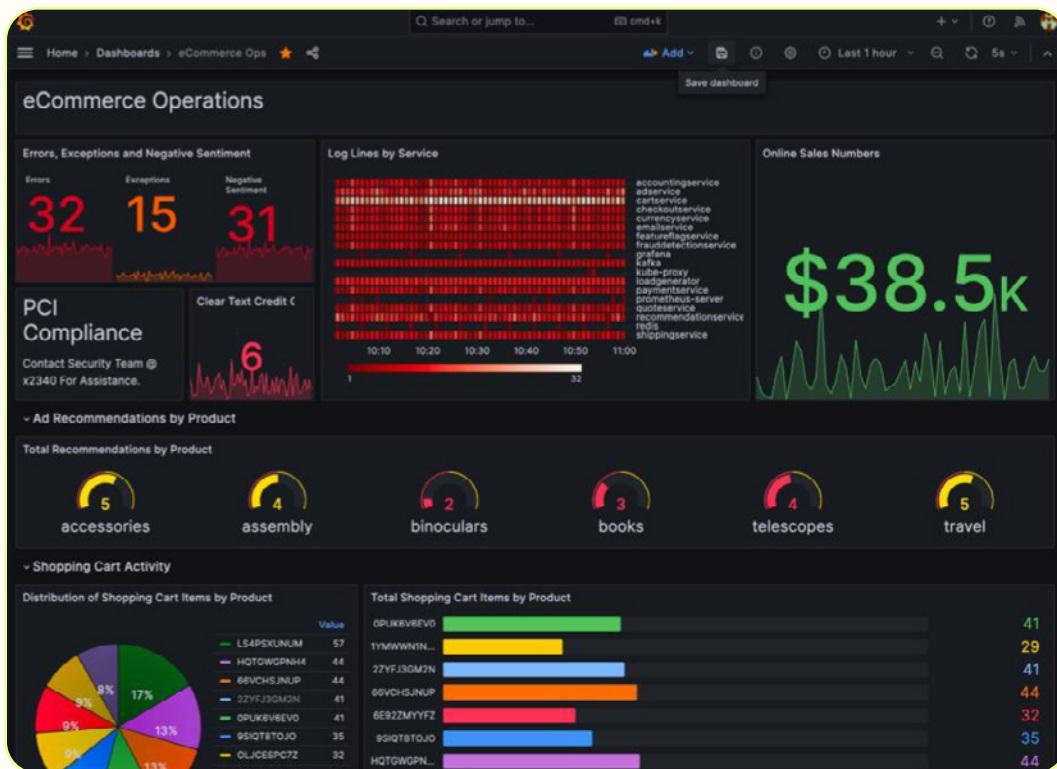 Search or jump to...
cmd+k
Home › Dashboards › eCommerce Ops
Add
Last 1 hour
5s
Save dashboard
eCommerce Operations
Errors, Exceptions and Negative Sentiment
Errors
32
Exceptions
15
Negative
Sentiment
31
PCI
Compliance
Contact Security Team @
x2340 For Assistance.
Clear Text Credit C
6
Log Lines by Service
accountingservice
adservice
cartservice
checkoutservice
currencyservice
emailservice
featureflagservice
frauddetectionservice
grafana
kafka
kube-proxy
loadgenerator
paymentservice
prometheus-server
quoteservice
recommendationservice
redis
shippingservice
10:10 10:20 10:30 10:40 10:50 11:00
1 32
Online Sales Numbers
$38.5K
Ad Recommendations by Product
Total Recommendations by Product
5 4 2 3 4 5
accessories assembly binoculars books telescopes travel
Shopping Cart Activity
Distribution of Shopping Cart Items by Product
Value
LS4PSXUNUM 57
HQTGWGPNH4 44
66VCHSJNUP 44
2ZYFJ3GM2N 41
0PUK6V6EV0 41
9SIQT8TOJO 35
OLJCESPC7Z 32
8% 17%
9%
9% 13%
9%
13%
Total Shopping Cart Items by Product
0PUK6V6EV0 41
1YMWWN1N... 29
2ZYFJ3GM2N 41
66VCHSJNUP 44
6E92ZMYYFZ 32
9SIQT8TOJO 35
HQTGWGPN... 44